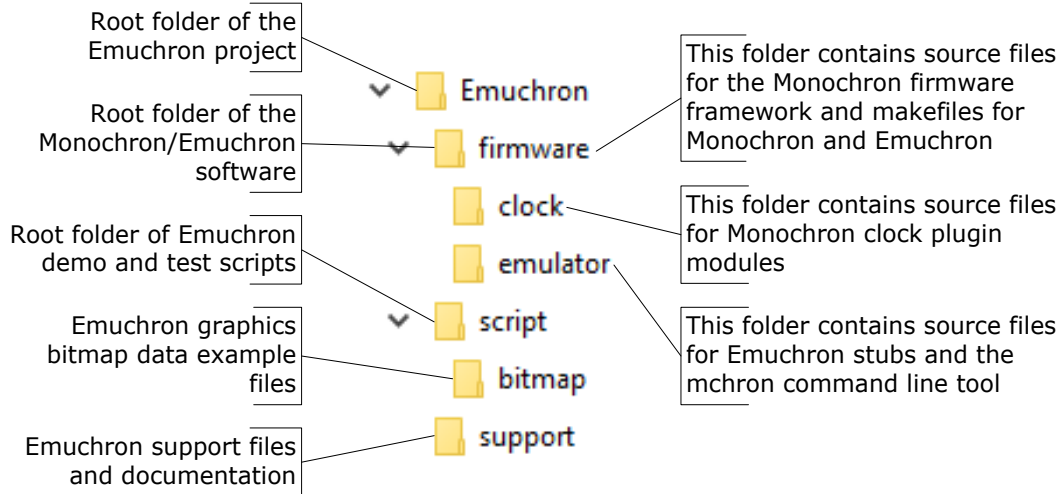 Root folder of the
Emuchron project
Root folder of the
Monochron/Emuchron
software
Root folder of Emuchron
demo and test scripts
Emuchron graphics
bitmap data example
files
Emuchron support files
and documentation
Emuchron
firmware
clock
emulator
script
bitmap
support
This folder contains source files
for the Monochron firmware
framework and makefiles for
Monochron and Emuchron
This folder contains source files
for Monochron clock plugin
modules
This folder contains source files
for Emuchron stubs and the
mchron command line tool